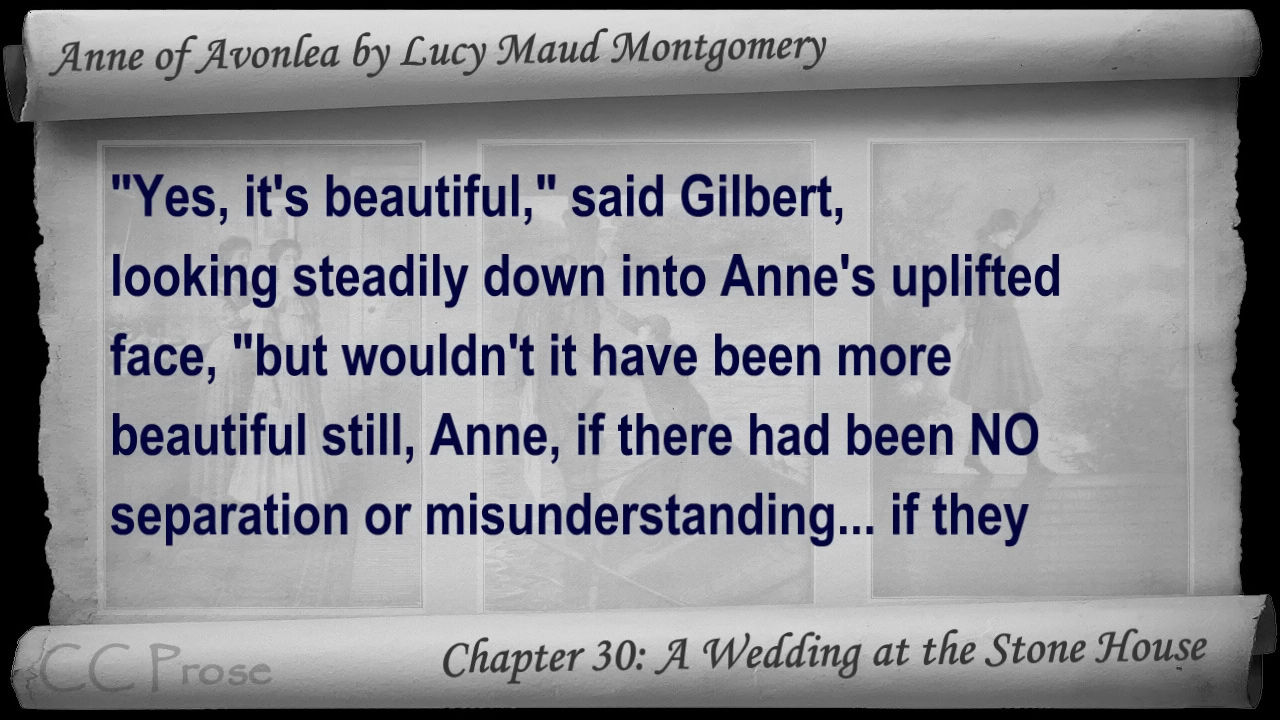 Anne of Avonlea by Lucy Maud Montgomery
"Yes, it's beautiful," said Gilbert,
looking steadily down into Anne's uplifted
face, "but wouldn't it have been more
beautiful still, Anne, if there had been NO
separation or misunderstanding... if they
CC Prose
Chapter 30: A Wedding at the Stone House